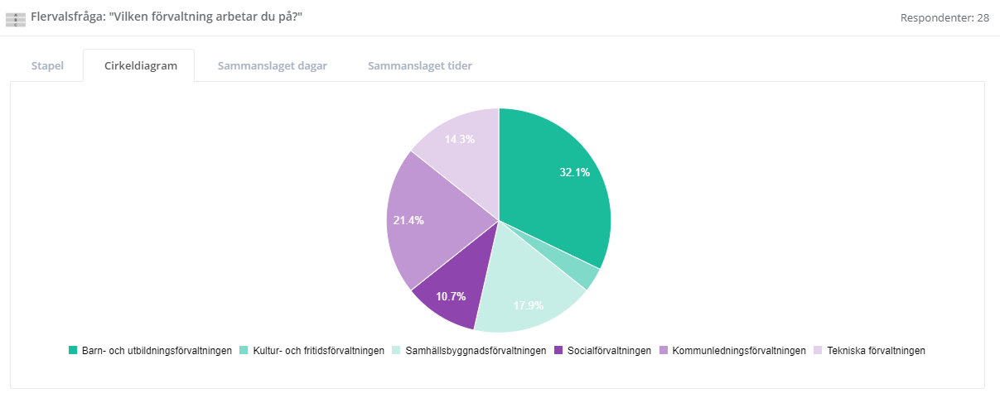 Flervalsfråga: "Vilken förvaltning arbetar du på?"
Respondenter: 28
Stapel
Cirkeldiagram
Sammanslaget dagar
Sammanslaget tider
14.3%
32.1%
21.4%
10.7%
17.9%
Barn- och utbildningsförvaltningen Kultur- och fritidsförvaltningen Samhällsbyggnadsförvaltningen Socialförvaltningen Kommunledningsförvaltningen Tekniska förvaltningen